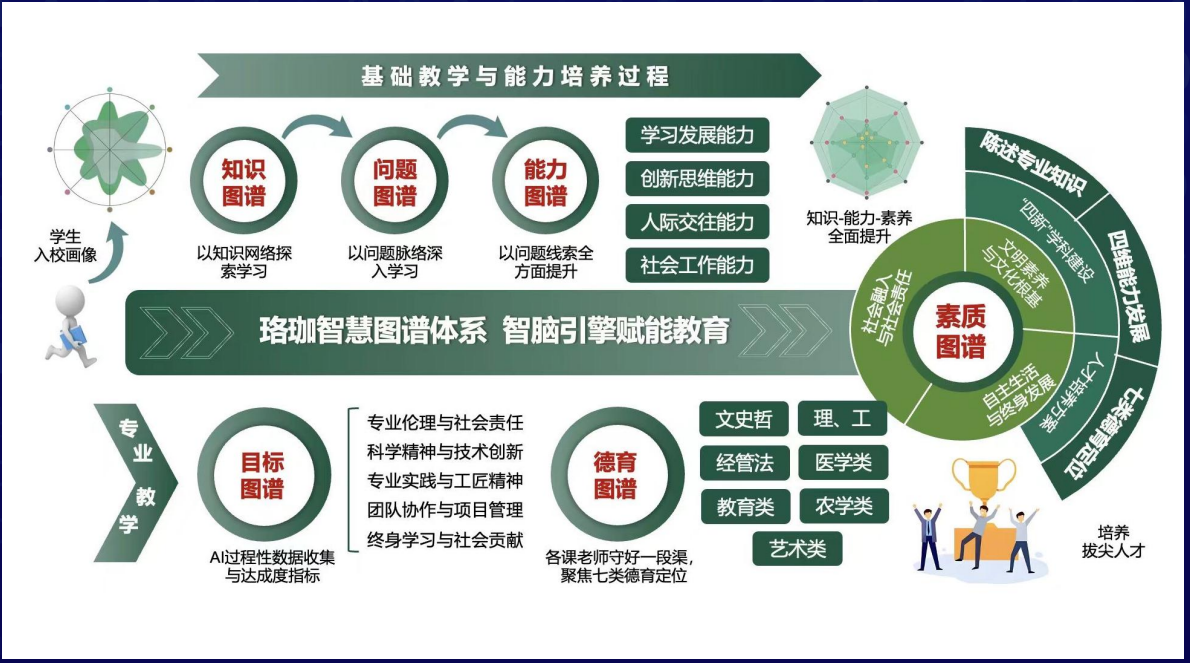 基础教学与能力培养过程
学生
入校画像
知识
图谱
以知识网络探
索学习
问题
图谱
以问题脉络深
入学习
能力
图谱
以问题线索全
方面提升
学习发展能力
创新思维能力
人际交往能力
社会工作能力
知识-能力-素养
全面提升
珞珈智慧图谱体系 智脑引擎赋能教育
素质
图谱
社会融入
与社会责任
文明素养
与文化根基
自主生活
与终身发展
“四新”学科建设
人才培养方案
陈述专业知识
四维能力发展
七类德育定位
专业教学
目标
图谱
AI过程性数据收集
与达成度指标
专业伦理与社会责任
科学精神与技术创新
专业实践与工匠精神
团队协作与项目管理
终身学习与社会贡献
德育
图谱
各课老师守好一段渠，
聚焦七类德育定位
文史哲
理、工
经管法
医学类
教育类
农学类
艺术类
培养
拔尖人才